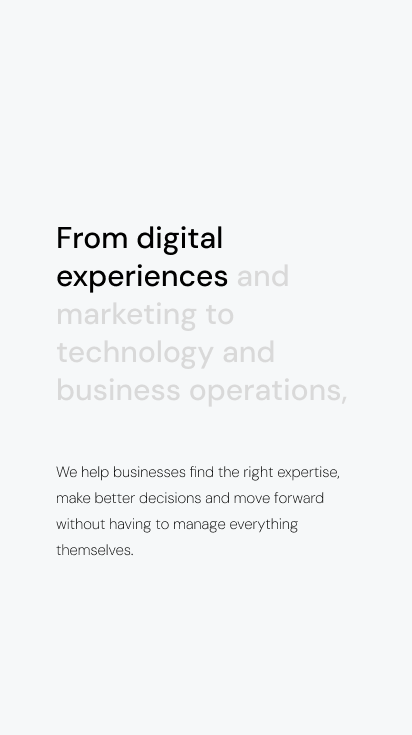 From digital
experiences and
marketing to
technology and
business operations,
We help businesses find the right expertise,
make better decisions and move forward
without having to manage everything
themselves.